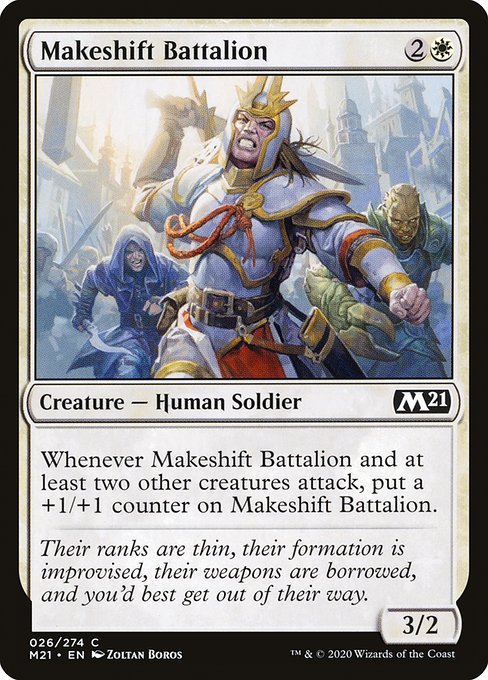 Makeshift Battalion 2
Creature — Human Soldier M21
Whenever Makeshift Battalion and at
least two other creatures attack, put a
+1/+1 counter on Makeshift Battalion.
Their ranks are thin, their formation is
improvised, their weapons are borrowed,
and you'd best get out of their way.
3/2
026/274 C
M21 • EN Zoltan Boros
™ & © 2020 Wizards of the Coast